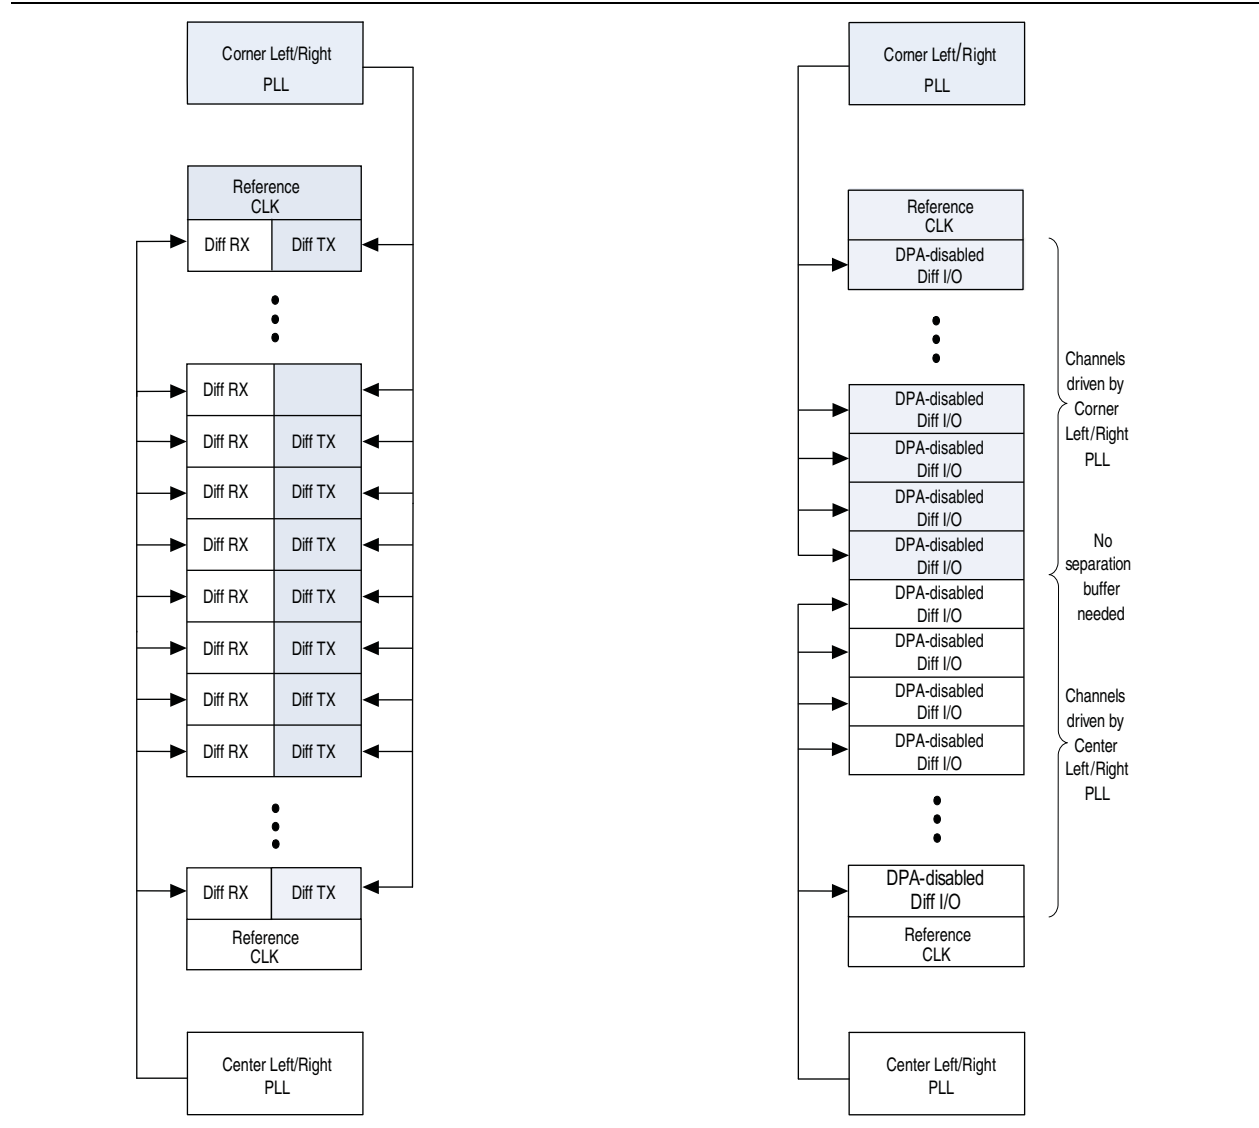 Corner Left/Right
PLL
Reference
CLK
Diff RX
Diff TX
Diff RX
Diff RX
Diff TX
Diff RX
Diff TX
Diff RX
Diff TX
Diff RX
Diff TX
Diff RX
Diff TX
Diff RX
Diff TX
Diff RX
Diff TX
Diff RX
Diff TX
Reference
CLK
Center Left/Right
PLL
Corner Left/Right
PLL
Reference
CLK
DPA-disabled
Diff I/O
DPA-disabled
Diff I/O
DPA-disabled
Diff I/O
DPA-disabled
Diff I/O
DPA-disabled
Diff I/O
DPA-disabled
Diff I/O
DPA-disabled
Diff I/O
DPA-disabled
Diff I/O
DPA-disabled
Diff I/O
DPA-disabled
Diff I/O
Reference
CLK
Center Left/Right
PLL
Channels
driven by
Corner
Left/Right
PLL
No
separation
buffer
needed
Channels
driven by
Center
Left/Right
PLL